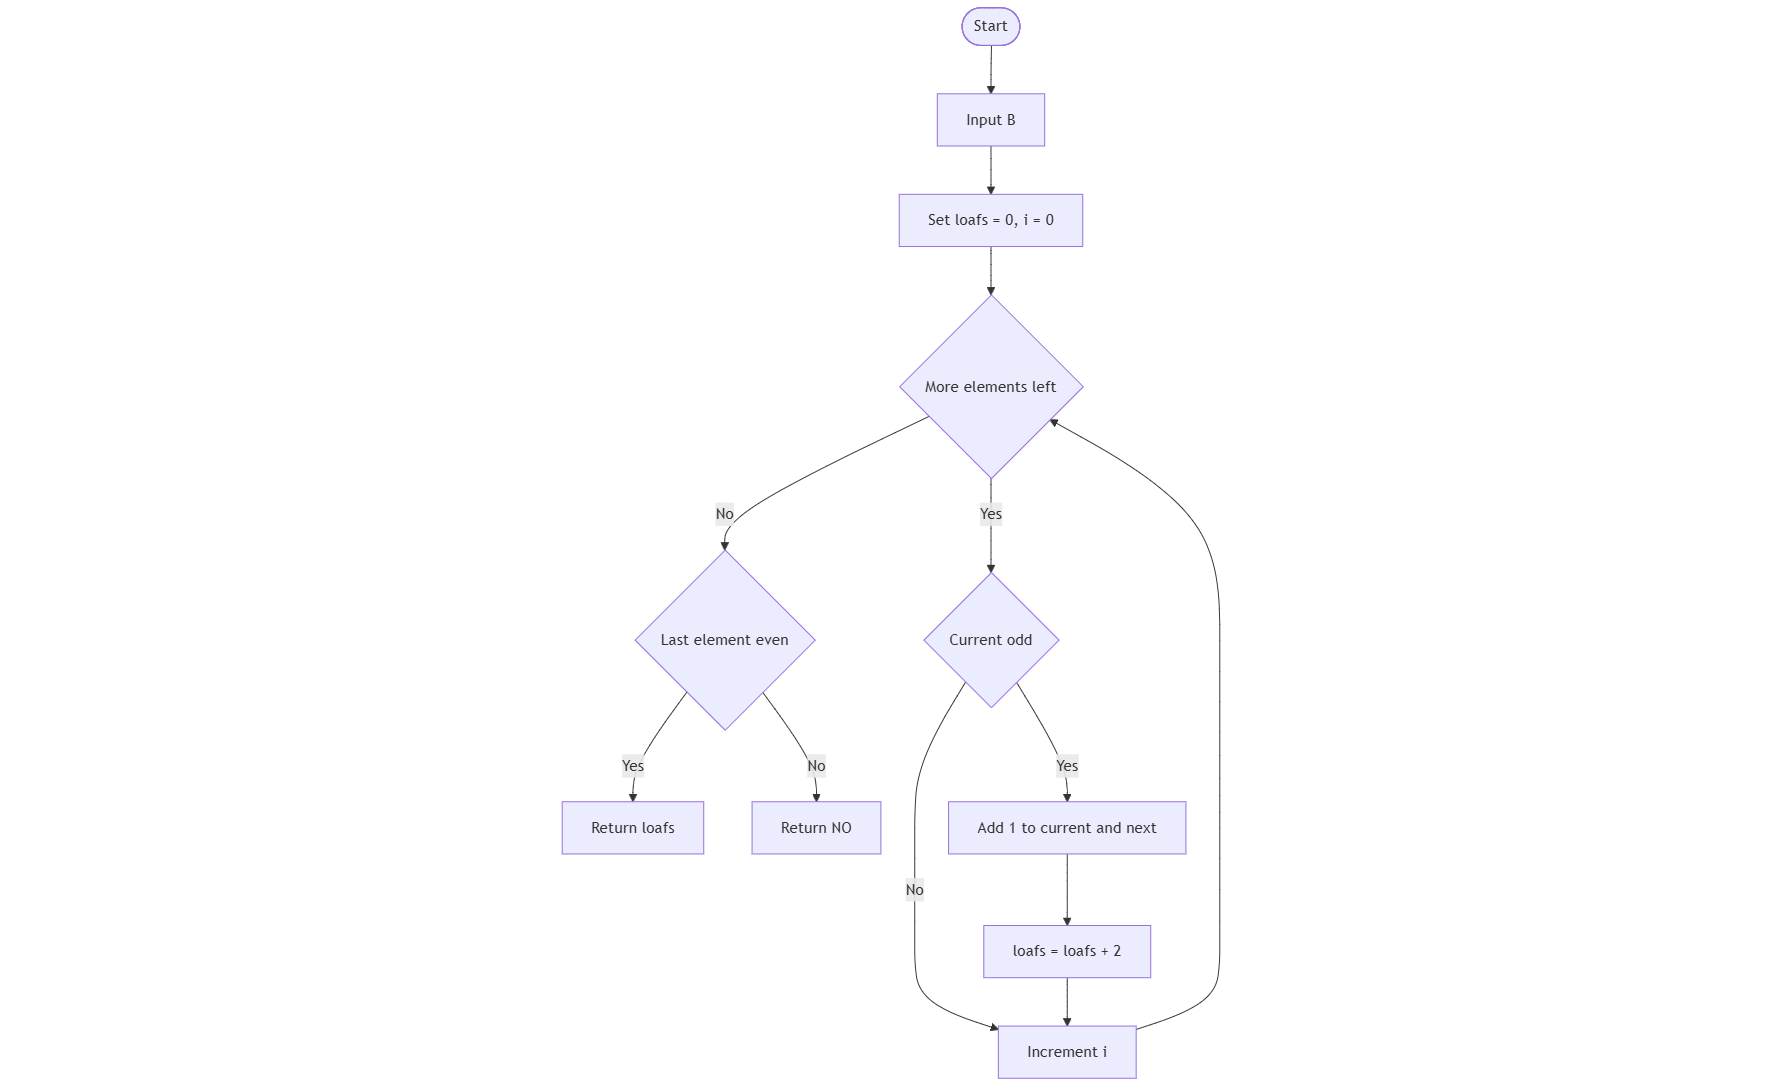 Start
Input B
Set loafs = 0, i = 0
More elements left
No
Yes
Last element even
Current odd
Yes
No
Yes
Return loafs
Return NO
Add 1 to current and next
No
loafs = loafs + 2
Increment i